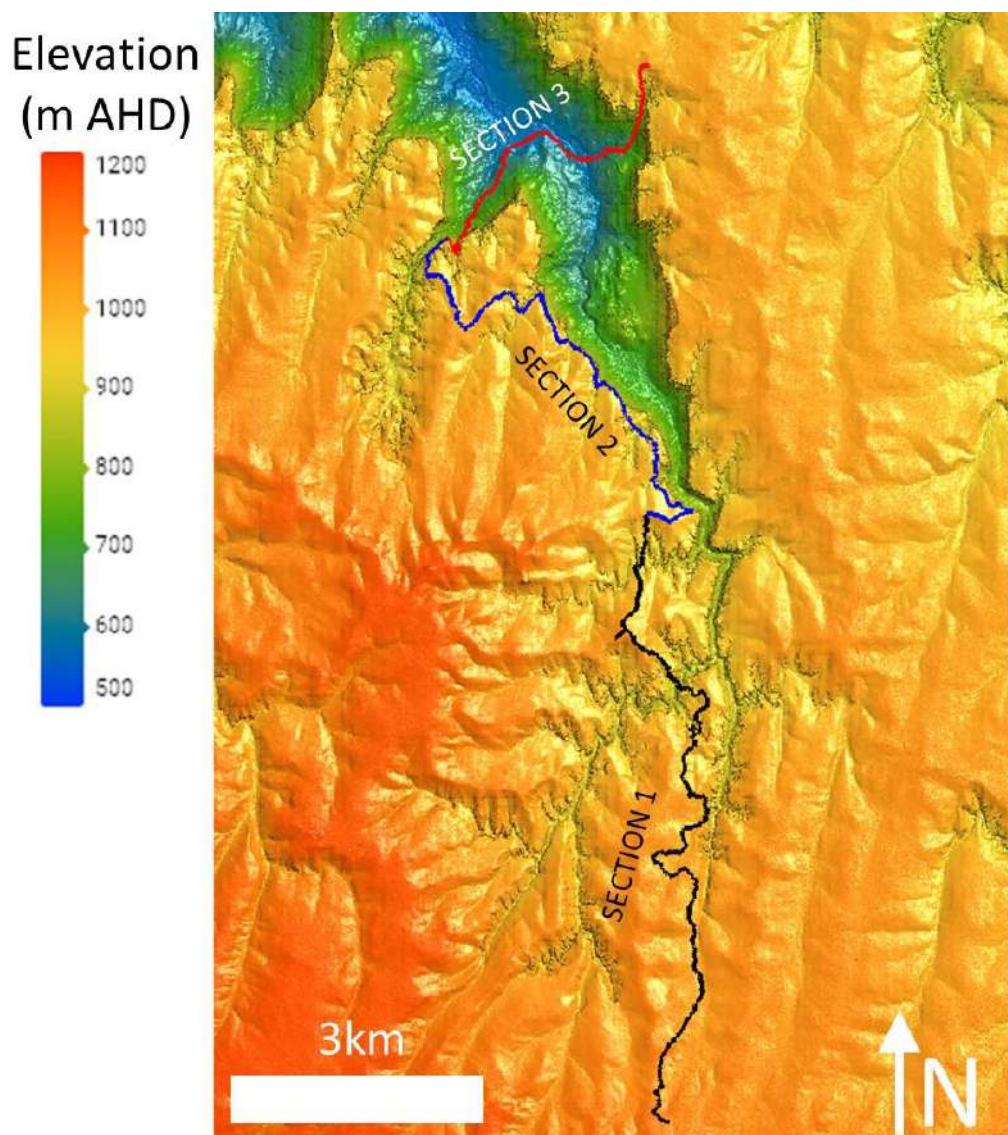 Elevation
(m AHD)
1200
1100
1000
900
800
700
600
500
SECTION 3
SECTION 2
SECTION 1
3km
N